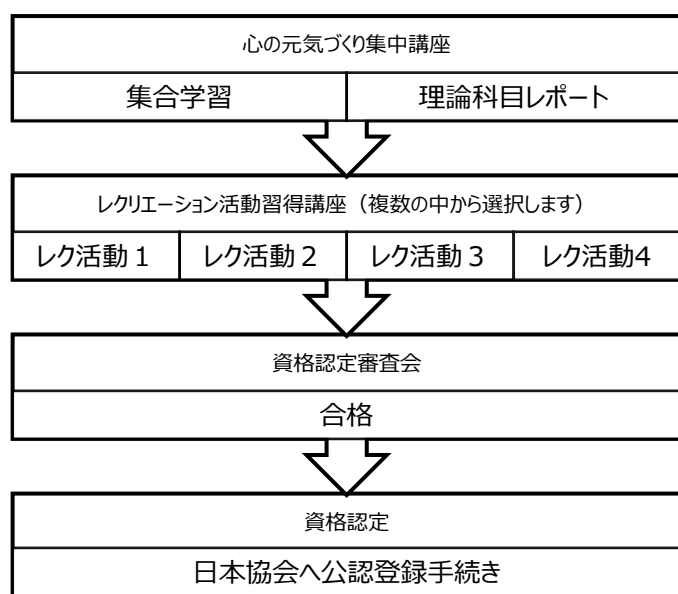 心の元気づくり集中講座
集合学習 理論科目レポート
レクリエーション活動習得講座（複数の中から選択します）
レク活動１ レク活動２ レク活動３ レク活動4
資格認定審査会
合格
資格認定
日本協会へ公認登録手続き